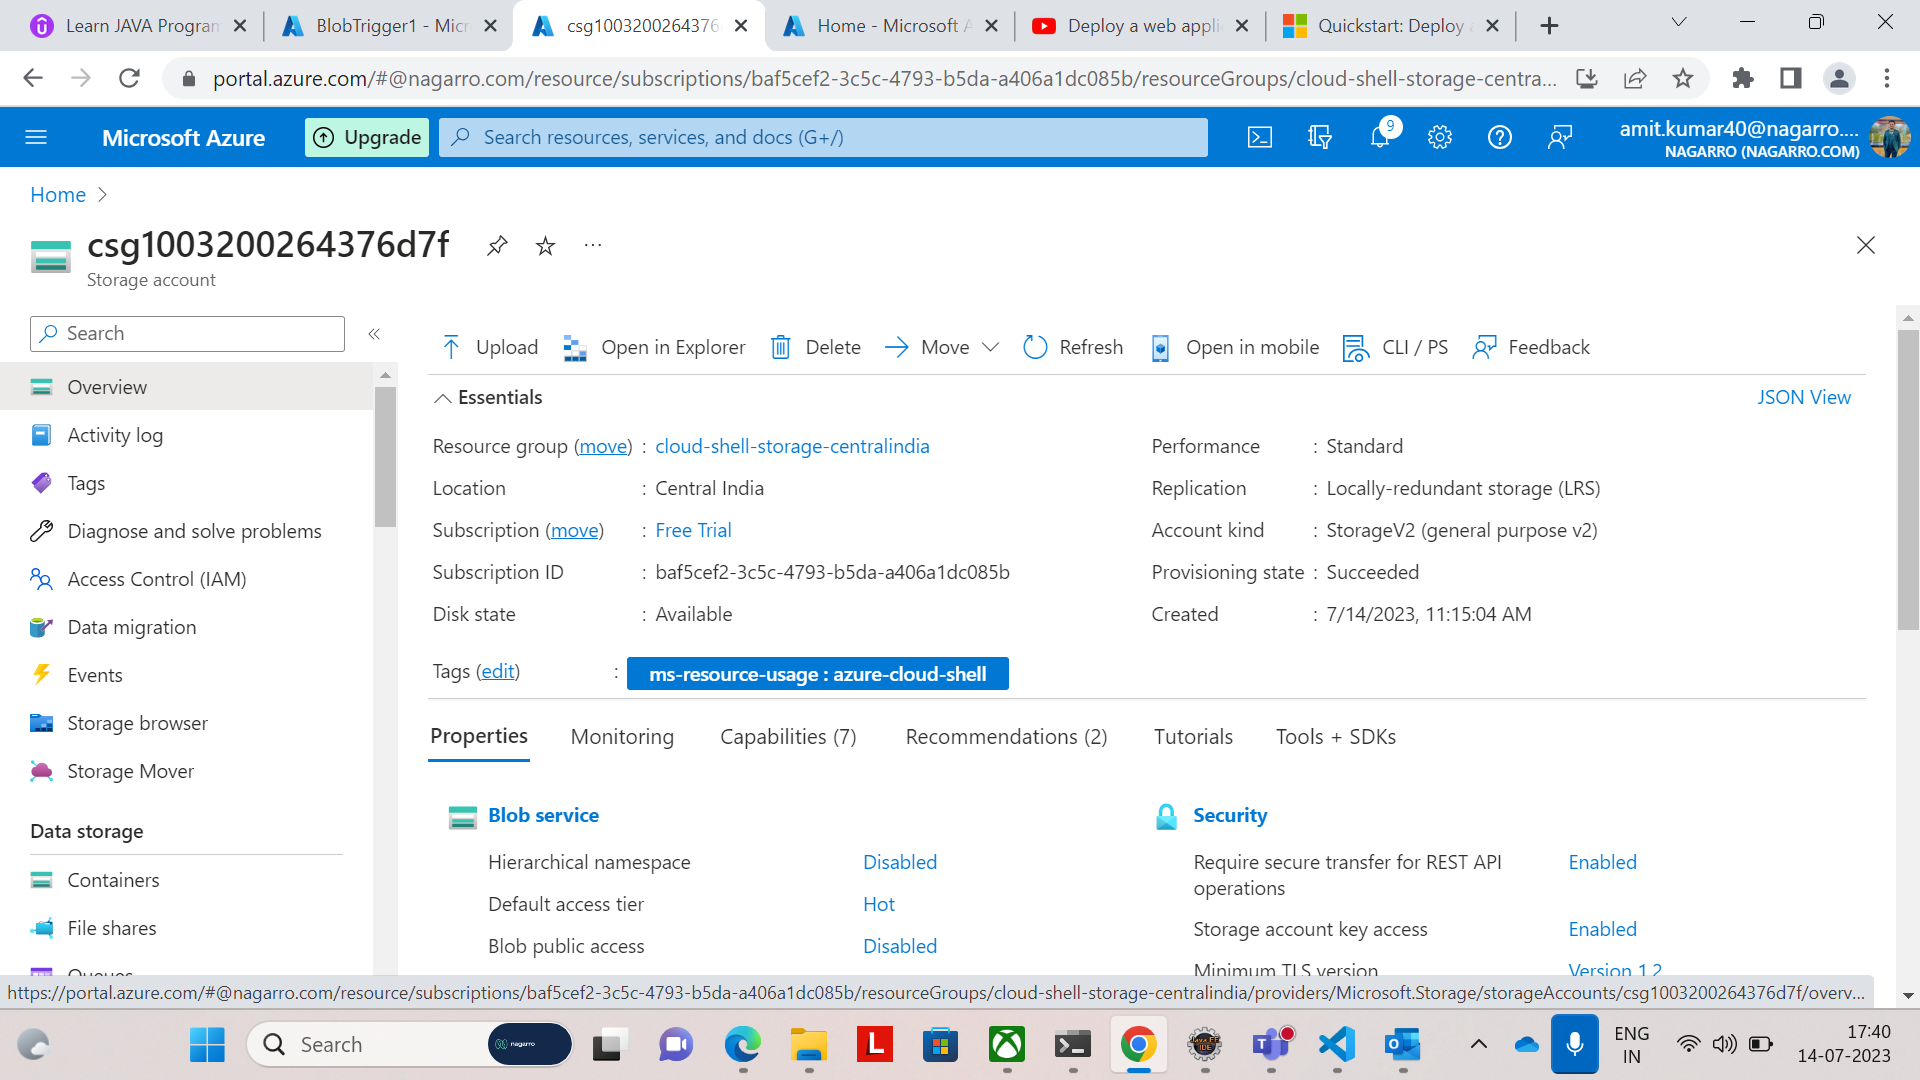 Learn JAVA Program
BlobTrigger1 - Micr
csg1003200264376
Home - Microsoft A
Deploy a web appli
Quickstart: Deploy a
portal.azure.com/#@nagarro.com/resource/subscriptions/baf5cef2-3c5c-4793-b5da-a406a1dc085b/resourceGroups/cloud-shell-storage-centra...
Microsoft Azure
Upgrade
Search resources, services, and docs (G+/)
9
amit.kumar40@nagarro....
NAGARRO (NAGARRO.COM)
Home
csg1003200264376d7f
Storage account
Search
Upload
Open in Explorer
Delete
Move
Refresh
Open in mobile
CLI / PS
Feedback
Overview
Activity log
Tags
Diagnose and solve problems
Access Control (IAM)
Data migration
Events
Storage browser
Storage Mover
Data storage
Containers
File shares
Queues
Essentials
JSON View
Resource group (move) : cloud-shell-storage-centralindia
Location : Central India
Subscription (move) : Free Trial
Subscription ID : baf5cef2-3c5c-4793-b5da-a406a1dc085b
Disk state : Available
Performance : Standard
Replication : Locally-redundant storage (LRS)
Account kind : StorageV2 (general purpose v2)
Provisioning state : Succeeded
Created : 7/14/2023, 11:15:04 AM
Tags (edit) : ms-resource-usage : azure-cloud-shell
Properties
Monitoring
Capabilities (7)
Recommendations (2)
Tutorials
Tools + SDKs
Blob service
Hierarchical namespace Disabled
Default access tier Hot
Blob public access Disabled
Security
Require secure transfer for REST API Enabled
operations
Storage account key access Enabled
Minimum TLS version Version 1.2
https://portal.azure.com/#@nagarro.com/resource/subscriptions/baf5cef2-3c5c-4793-b5da-a406a1dc085b/resourceGroups/cloud-shell-storage-centralindia/providers/Microsoft.Storage/storageAccounts/csg1003200264376d7f/overv...
Search
nagarro
L
JAVA EE
IDE
ENG
IN
17:40
14-07-2023